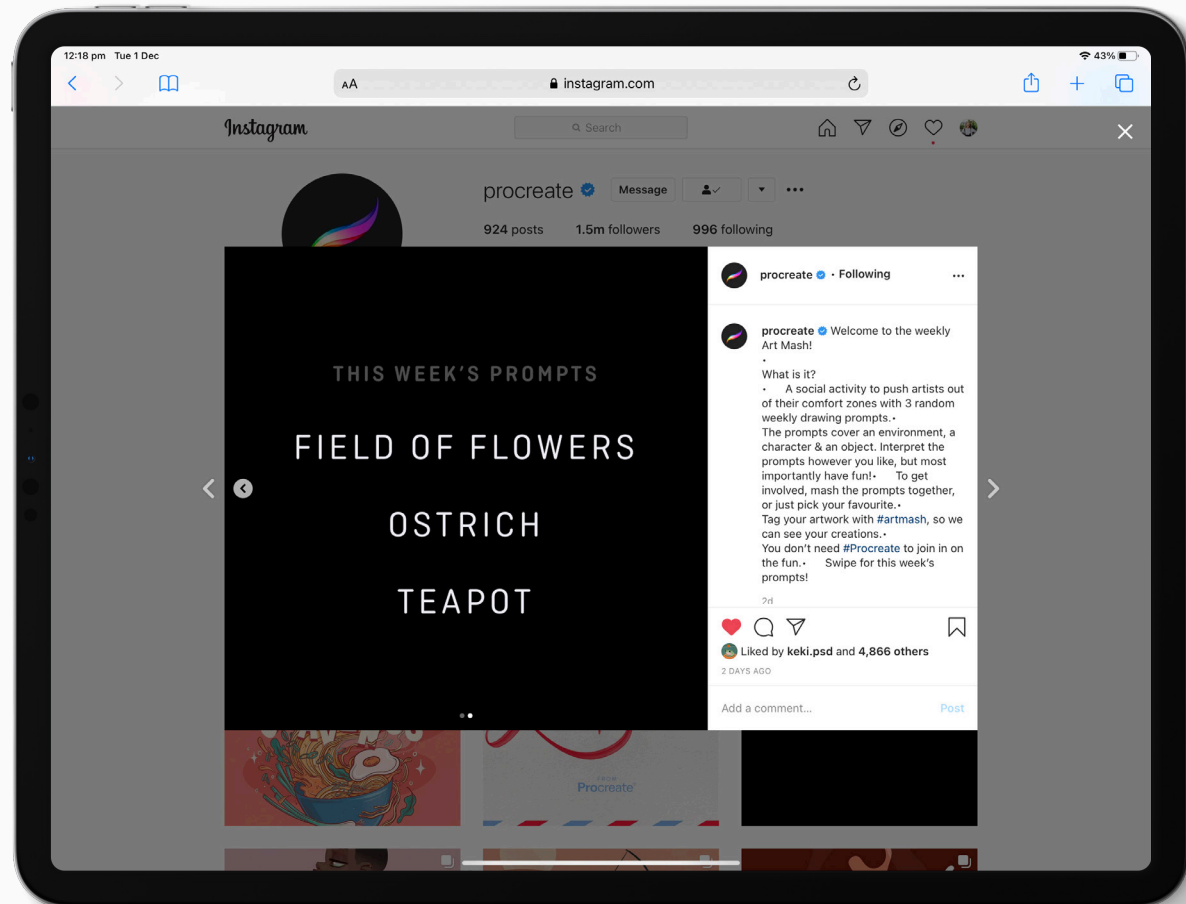 12:18 pm Tue 1 Dec
43%
AA
instagram.com
Instagram
Search
procreate
Message
924 posts 1.5m followers 996 following
THIS WEEK'S PROMPTS
FIELD OF FLOWERS
OSTRICH
TEAPOT
procreate • Following
procreate Welcome to the weekly
Art Mash!
•
What is it?
• A social activity to push artists out
of their comfort zones with 3 random
weekly drawing prompts.•
The prompts cover an environment, a
character & an object. Interpret the
prompts however you like, but most
importantly have fun!• To get
involved, mash the prompts together,
or just pick your favourite.•
Tag your artwork with #artmash, so we
can see your creations.•
You don't need #Procreate to join in on
the fun.• Swipe for this week's
prompts!
2d
Liked by keki.psd and 4,866 others
2 DAYS AGO
Add a comment... Post
FROM
Procreate